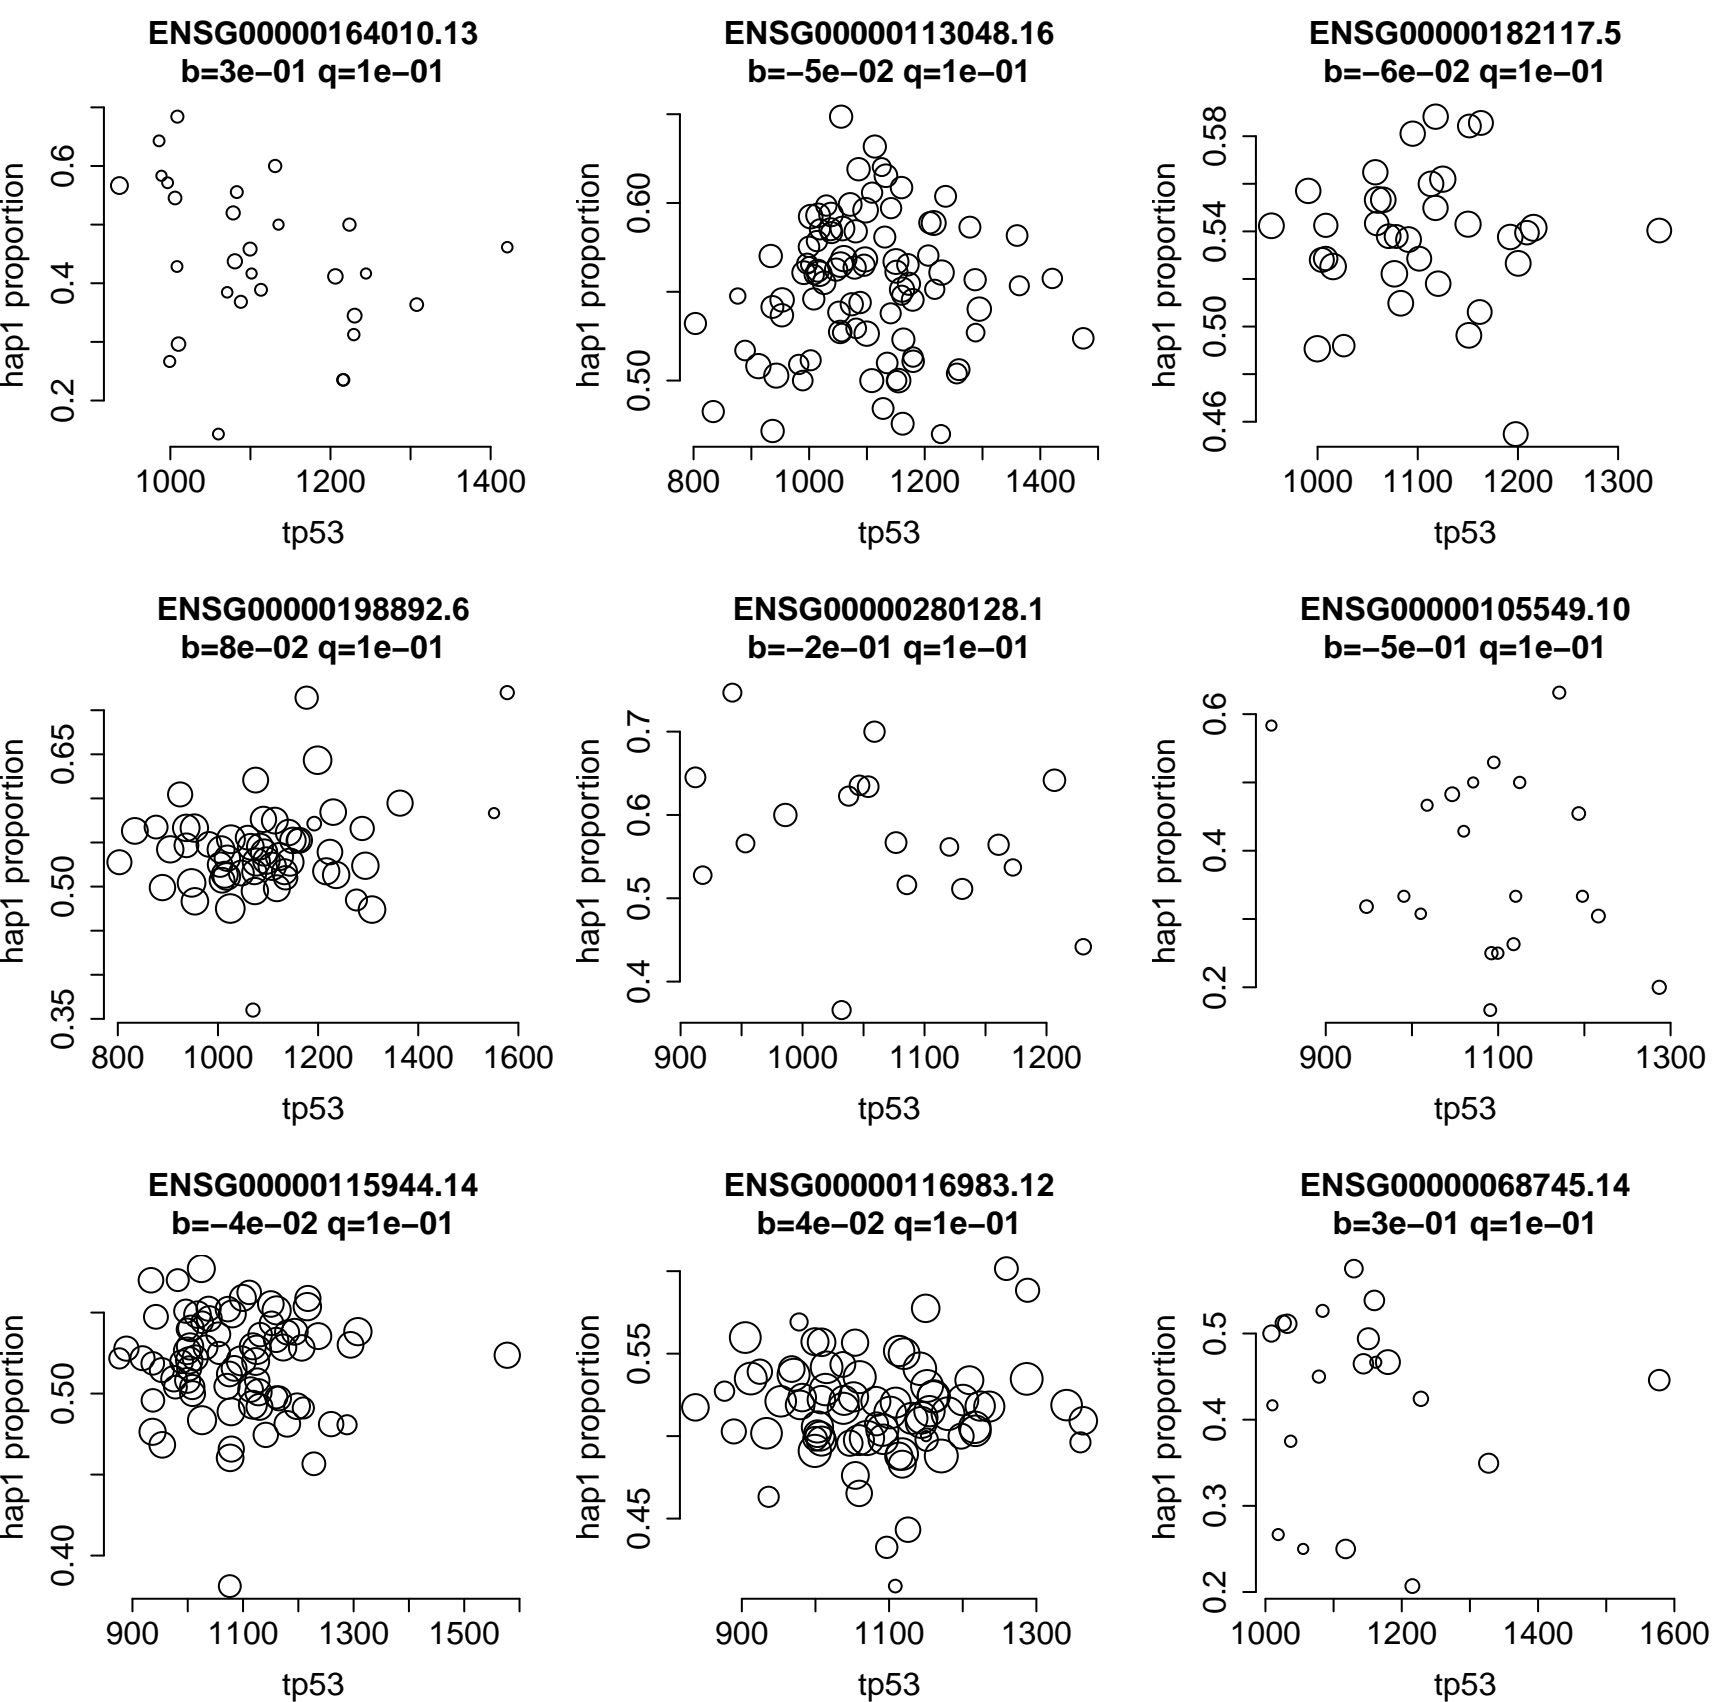 ENSG00000164010.13
b=3e−01 q=1e−01
hap1 proportion
0.2 0.4 0.6
1000 1200 1400
tp53
ENSG00000113048.16
b=−5e−02 q=1e−01
hap1 proportion
0.50 0.60
800 1000 1200 1400
tp53
ENSG00000182117.5
b=−6e−02 q=1e−01
hap1 proportion
0.46 0.50 0.54 0.58
1000 1100 1200 1300
tp53
ENSG00000198892.6
b=8e−02 q=1e−01
hap1 proportion
0.35 0.50 0.65
800 1000 1200 1400 1600
tp53
ENSG00000280128.1
b=−2e−01 q=1e−01
hap1 proportion
0.4 0.5 0.6 0.7
900 1000 1100 1200
tp53
ENSG00000105549.10
b=−5e−01 q=1e−01
hap1 proportion
0.2 0.4 0.6
900 1100 1300
tp53
ENSG00000115944.14
b=−4e−02 q=1e−01
hap1 proportion
0.40 0.50
900 1100 1300 1500
tp53
ENSG00000116983.12
b=4e−02 q=1e−01
hap1 proportion
0.45 0.55
900 1100 1300
tp53
ENSG00000068745.14
b=3e−01 q=1e−01
hap1 proportion
0.2 0.3 0.4 0.5
1000 1200 1400 1600
tp53